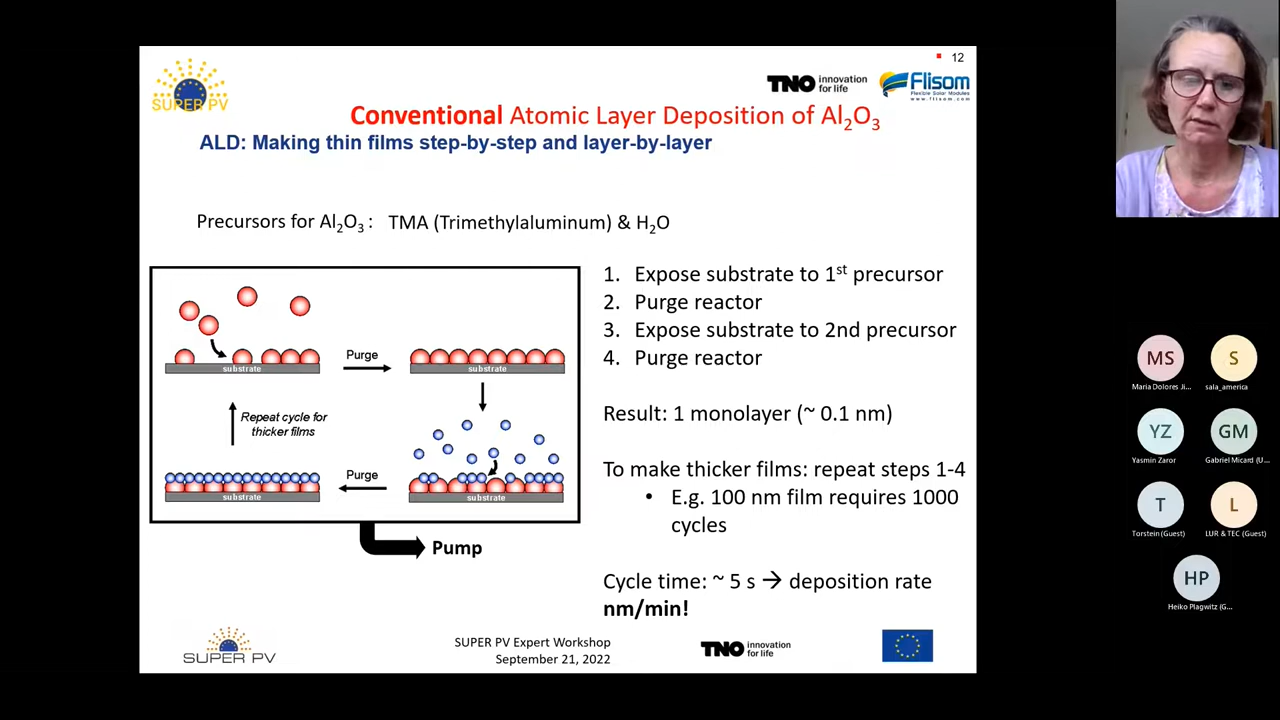 12
SUPER PV
TNO innovation for life
Flisom
Flexible Solar Modules
www.flisom.com
Conventional Atomic Layer Deposition of Al2O3
ALD: Making thin films step-by-step and layer-by-layer
Precursors for Al2O3 : TMA (Trimethylaluminum) & H2O
substrate
Purge
substrate
Repeat cycle for
thicker films
substrate
Purge
substrate
Pump
1. Expose substrate to 1st precursor
2. Purge reactor
3. Expose substrate to 2nd precursor
4. Purge reactor
Result: 1 monolayer (~ 0.1 nm)
To make thicker films: repeat steps 1-4
• E.g. 100 nm film requires 1000
cycles
Cycle time: ~ 5 s → deposition rate
nm/min!
SUPER PV
SUPER PV Expert Workshop
September 21, 2022
TNO innovation for life
MS
Maria Dolores Ji...
S
sala_america
YZ
Yasmin Zaror
GM
Gabriel Micard (U...
T
Torstein (Guest)
L
LUR & TEC (Guest)
HP
Heiko Plagwitz (G...